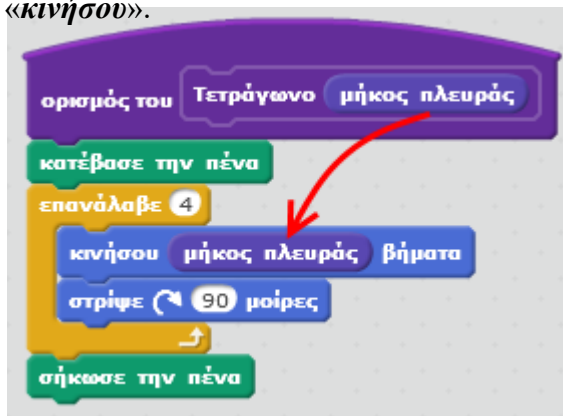 «κινήσου».
ορισμός του Τετράγωνο μήκος πλευράς
κατέβασε την πένα
επανάλαβε 4
κινήσου μήκος πλευράς βήματα
στρίψε 90 μοίρες
σήκωσε την πένα